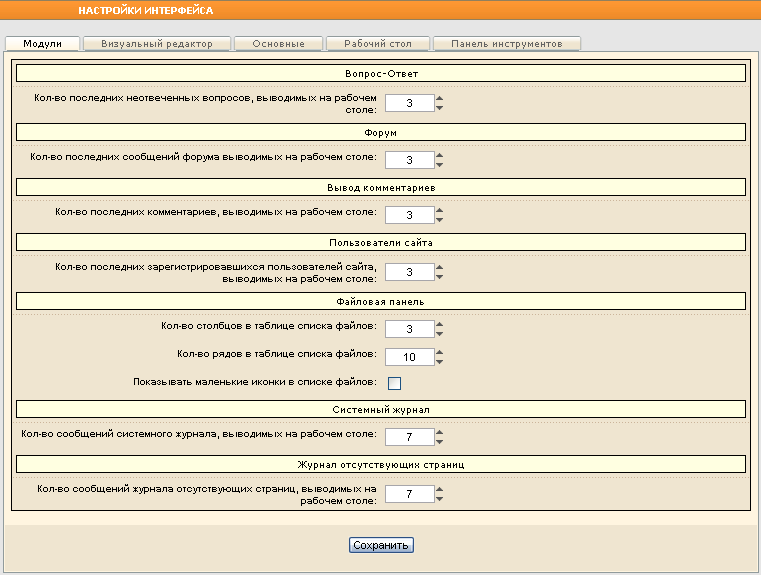 НАСТРОЙКИ ИНТЕРФЕЙСА
Модули
Визуальный редактор
Основные
Рабочий стол
Панель инструментов
Вопрос-Ответ
Кол-во последних неотвеченных вопросов, выводимых на рабочем
столе:
3
Форум
Кол-во последних сообщений форума выводимых на рабочем столе:
3
Вывод комментариев
Кол-во последних комментариев, выводимых на рабочем столе:
3
Пользователи сайта
Кол-во последних зарегистрировавшихся пользователей сайта,
выводимых на рабочем столе:
3
Файловая панель
Кол-во столбцов в таблице списка файлов:
3
Кол-во рядов в таблице списка файлов:
10
Показывать маленькие иконки в списке файлов:
Системный журнал
Кол-во сообщений системного журнала, выводимых на рабочем столе:
7
Журнал отсутствующих страниц
Кол-во сообщений журнала отсутствующих страниц, выводимых на
рабочем столе:
7
Сохранить